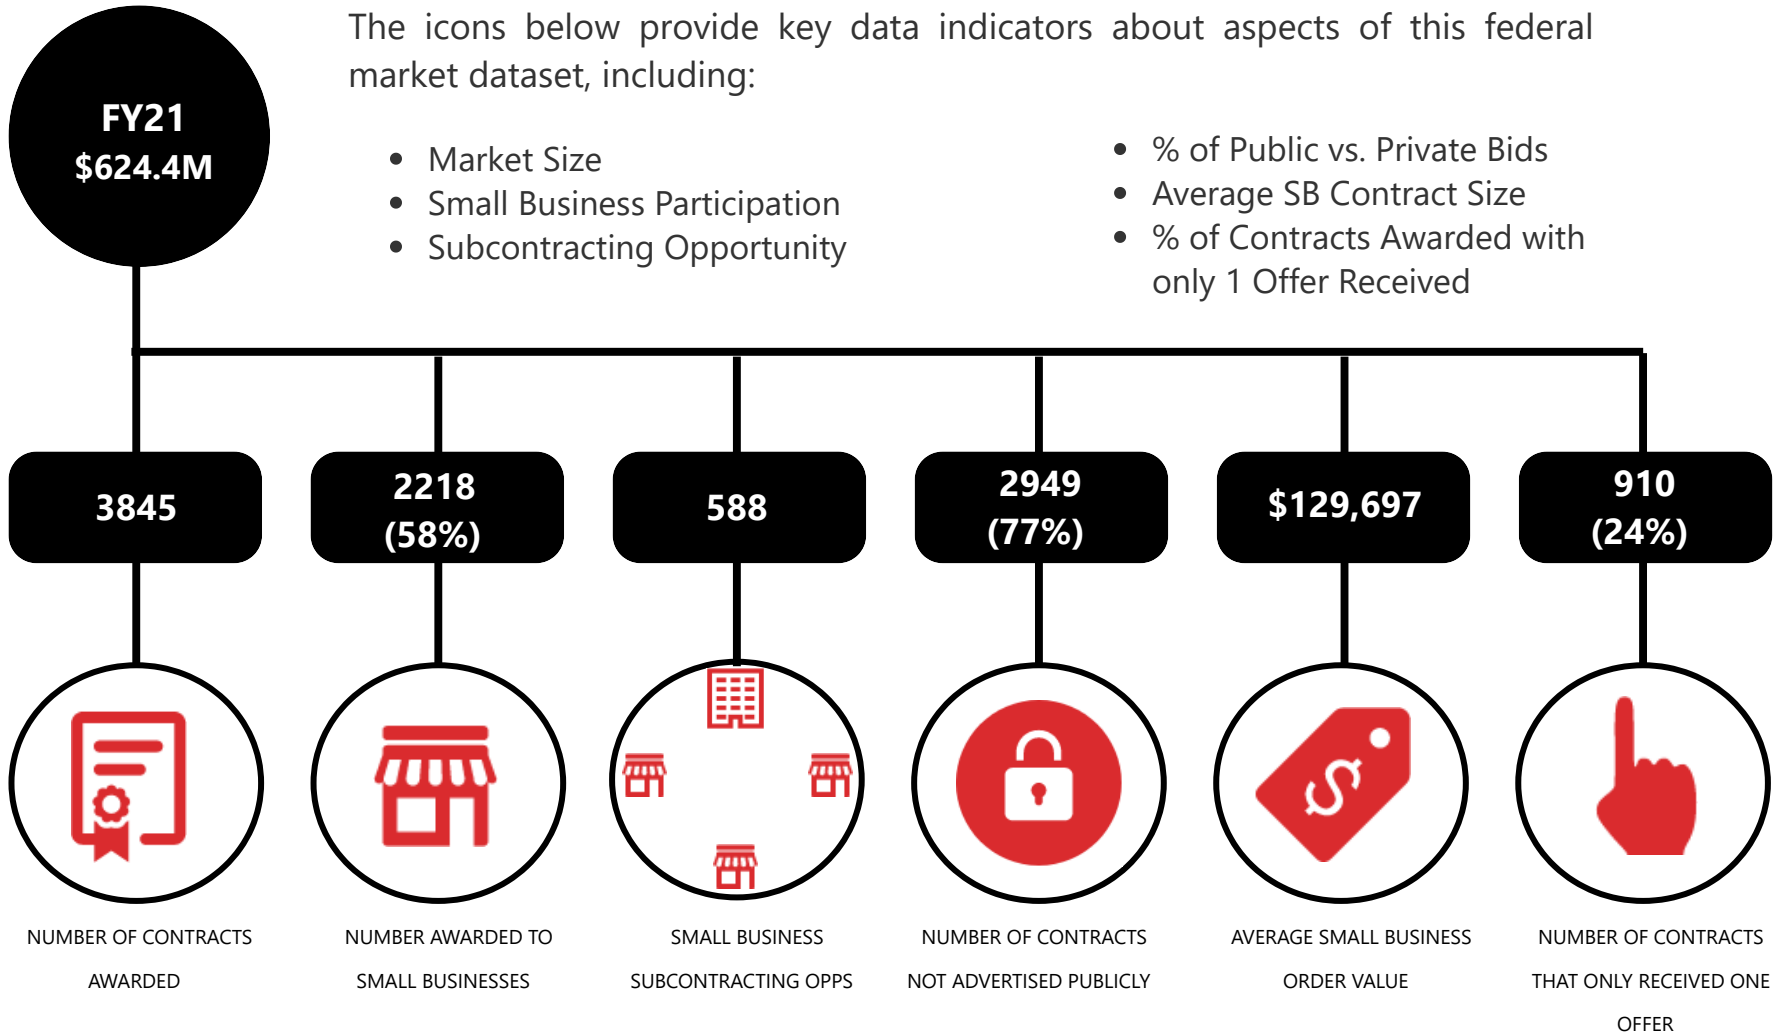 FY21
$624.4M
The icons below provide key data indicators about aspects of this federal
market dataset, including:
• Market Size
• Small Business Participation
• Subcontracting Opportunity
• % of Public vs. Private Bids
• Average SB Contract Size
• % of Contracts Awarded with
only 1 Offer Received
3845
2218
(58%)
588
2949
(77%)
$129,697
910
(24%)
$
NUMBER OF CONTRACTS
AWARDED
NUMBER AWARDED TO
SMALL BUSINESSES
SMALL BUSINESS
SUBCONTRACTING OPPS
NUMBER OF CONTRACTS
NOT ADVERTISED PUBLICLY
AVERAGE SMALL BUSINESS
ORDER VALUE
NUMBER OF CONTRACTS
THAT ONLY RECEIVED ONE
OFFER